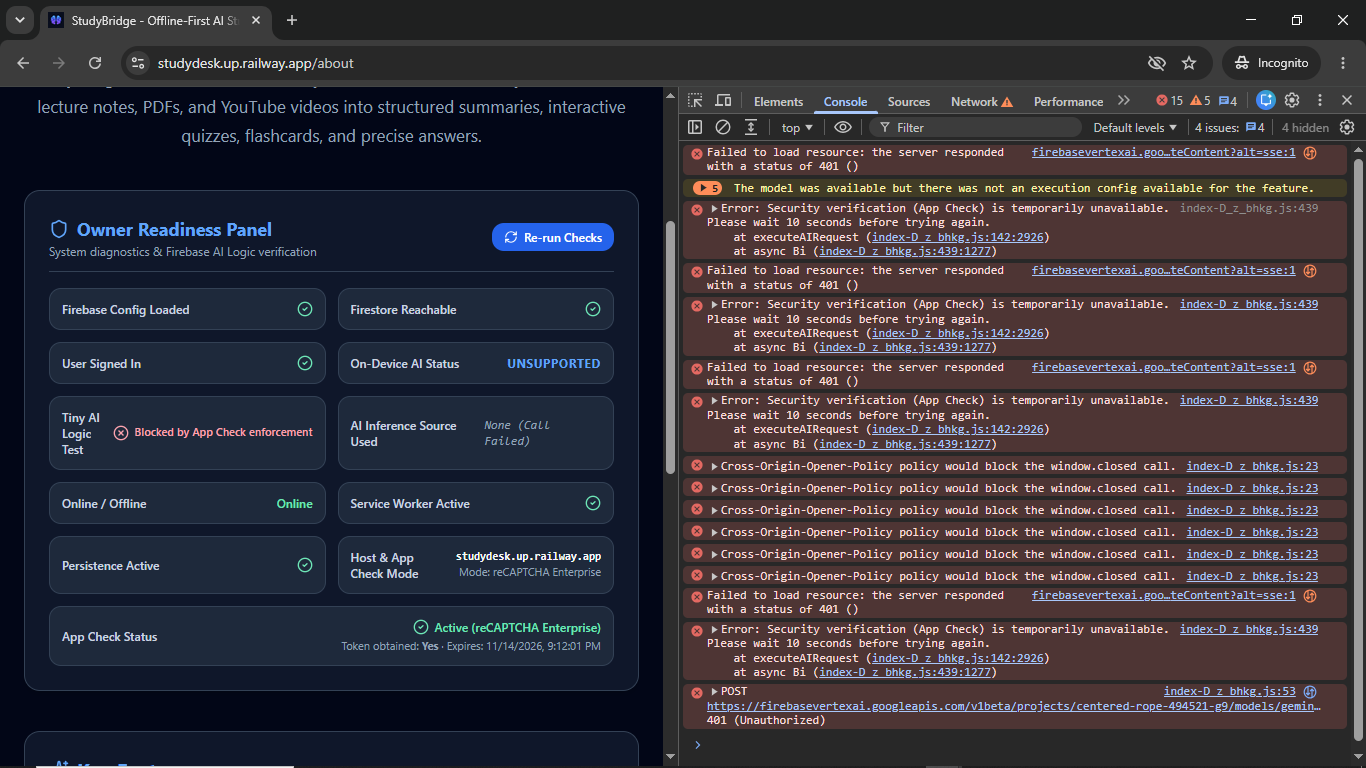 StudyBridge - Offline-First AI St
studydesk.up.railway.app/about
Incognito
lecture notes, PDFs, and YouTube videos into structured summaries, interactive
quizzes, flashcards, and precise answers.
Owner Readiness Panel
System diagnostics & Firebase AI Logic verification
Re-run Checks
Firebase Config Loaded
Firestore Reachable
User Signed In
On-Device AI Status
UNSUPPORTED
Tiny AI
Logic
Test
Blocked by App Check enforcement
AI Inference Source
Used
None (Call
Failed)
Online / Offline
Online
Service Worker Active
Persistence Active
Host & App
Check Mode
studydesk.up.railway.app
Mode: reCAPTCHA Enterprise
App Check Status
Active (reCAPTCHA Enterprise)
Token obtained: Yes · Expires: 11/14/2026, 9:12:01 PM
Elements
Console
Sources
Network
Performance
15
5
4
top
Filter
Default levels
4 issues:
4
4 hidden
Failed to load resource: the server responded firebasevertexai.goo…teContent?alt=sse:1
with a status of 401 ()
5 The model was available but there was not an execution config available for the feature.
Error: Security verification (App Check) is temporarily unavailable. index-D_z_bhkg.js:439
Please wait 10 seconds before trying again.
at executeAIRequest (index-D_z_bhkg.js:142:2926)
at async Bi (index-D_z_bhkg.js:439:1277)
Failed to load resource: the server responded firebasevertexai.goo…teContent?alt=sse:1
with a status of 401 ()
Error: Security verification (App Check) is temporarily unavailable. index-D_z_bhkg.js:439
Please wait 10 seconds before trying again.
at executeAIRequest (index-D_z_bhkg.js:142:2926)
at async Bi (index-D_z_bhkg.js:439:1277)
Failed to load resource: the server responded firebasevertexai.goo…teContent?alt=sse:1
with a status of 401 ()
Error: Security verification (App Check) is temporarily unavailable. index-D_z_bhkg.js:439
Please wait 10 seconds before trying again.
at executeAIRequest (index-D_z_bhkg.js:142:2926)
at async Bi (index-D_z_bhkg.js:439:1277)
Cross-Origin-Opener-Policy policy would block the window.closed call. index-D_z_bhkg.js:23
Cross-Origin-Opener-Policy policy would block the window.closed call. index-D_z_bhkg.js:23
Cross-Origin-Opener-Policy policy would block the window.closed call. index-D_z_bhkg.js:23
Cross-Origin-Opener-Policy policy would block the window.closed call. index-D_z_bhkg.js:23
Cross-Origin-Opener-Policy policy would block the window.closed call. index-D_z_bhkg.js:23
Cross-Origin-Opener-Policy policy would block the window.closed call. index-D_z_bhkg.js:23
Failed to load resource: the server responded firebasevertexai.goo…teContent?alt=sse:1
with a status of 401 ()
Error: Security verification (App Check) is temporarily unavailable. index-D_z_bhkg.js:439
Please wait 10 seconds before trying again.
at executeAIRequest (index-D_z_bhkg.js:142:2926)
at async Bi (index-D_z_bhkg.js:439:1277)
POST index-D_z_bhkg.js:53
https://firebasevertexai.googleapis.com/v1beta/projects/centered-rope-494521-g9/models/gemin…
401 (Unauthorized)